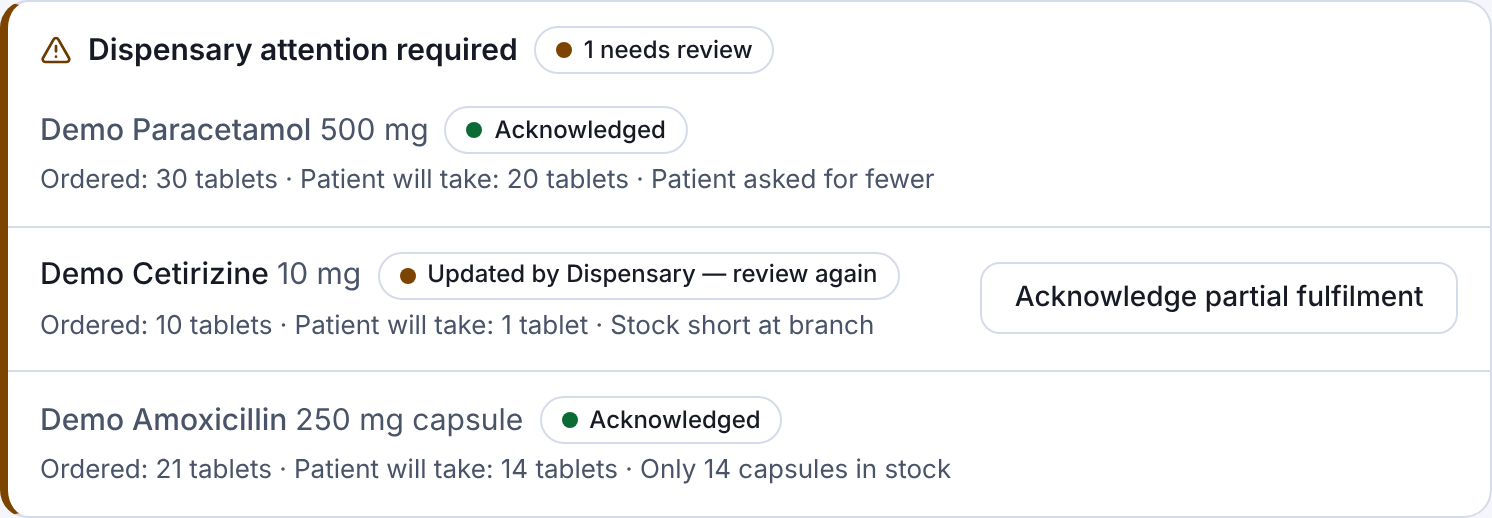 Dispensary attention required 1 needs review
Demo Paracetamol 500 mg Acknowledged
Ordered: 30 tablets · Patient will take: 20 tablets · Patient asked for fewer
Demo Cetirizine 10 mg Updated by Dispensary — review again
Acknowledge partial fulfilment
Ordered: 10 tablets · Patient will take: 1 tablet · Stock short at branch
Demo Amoxicillin 250 mg capsule Acknowledged
Ordered: 21 tablets · Patient will take: 14 tablets · Only 14 capsules in stock